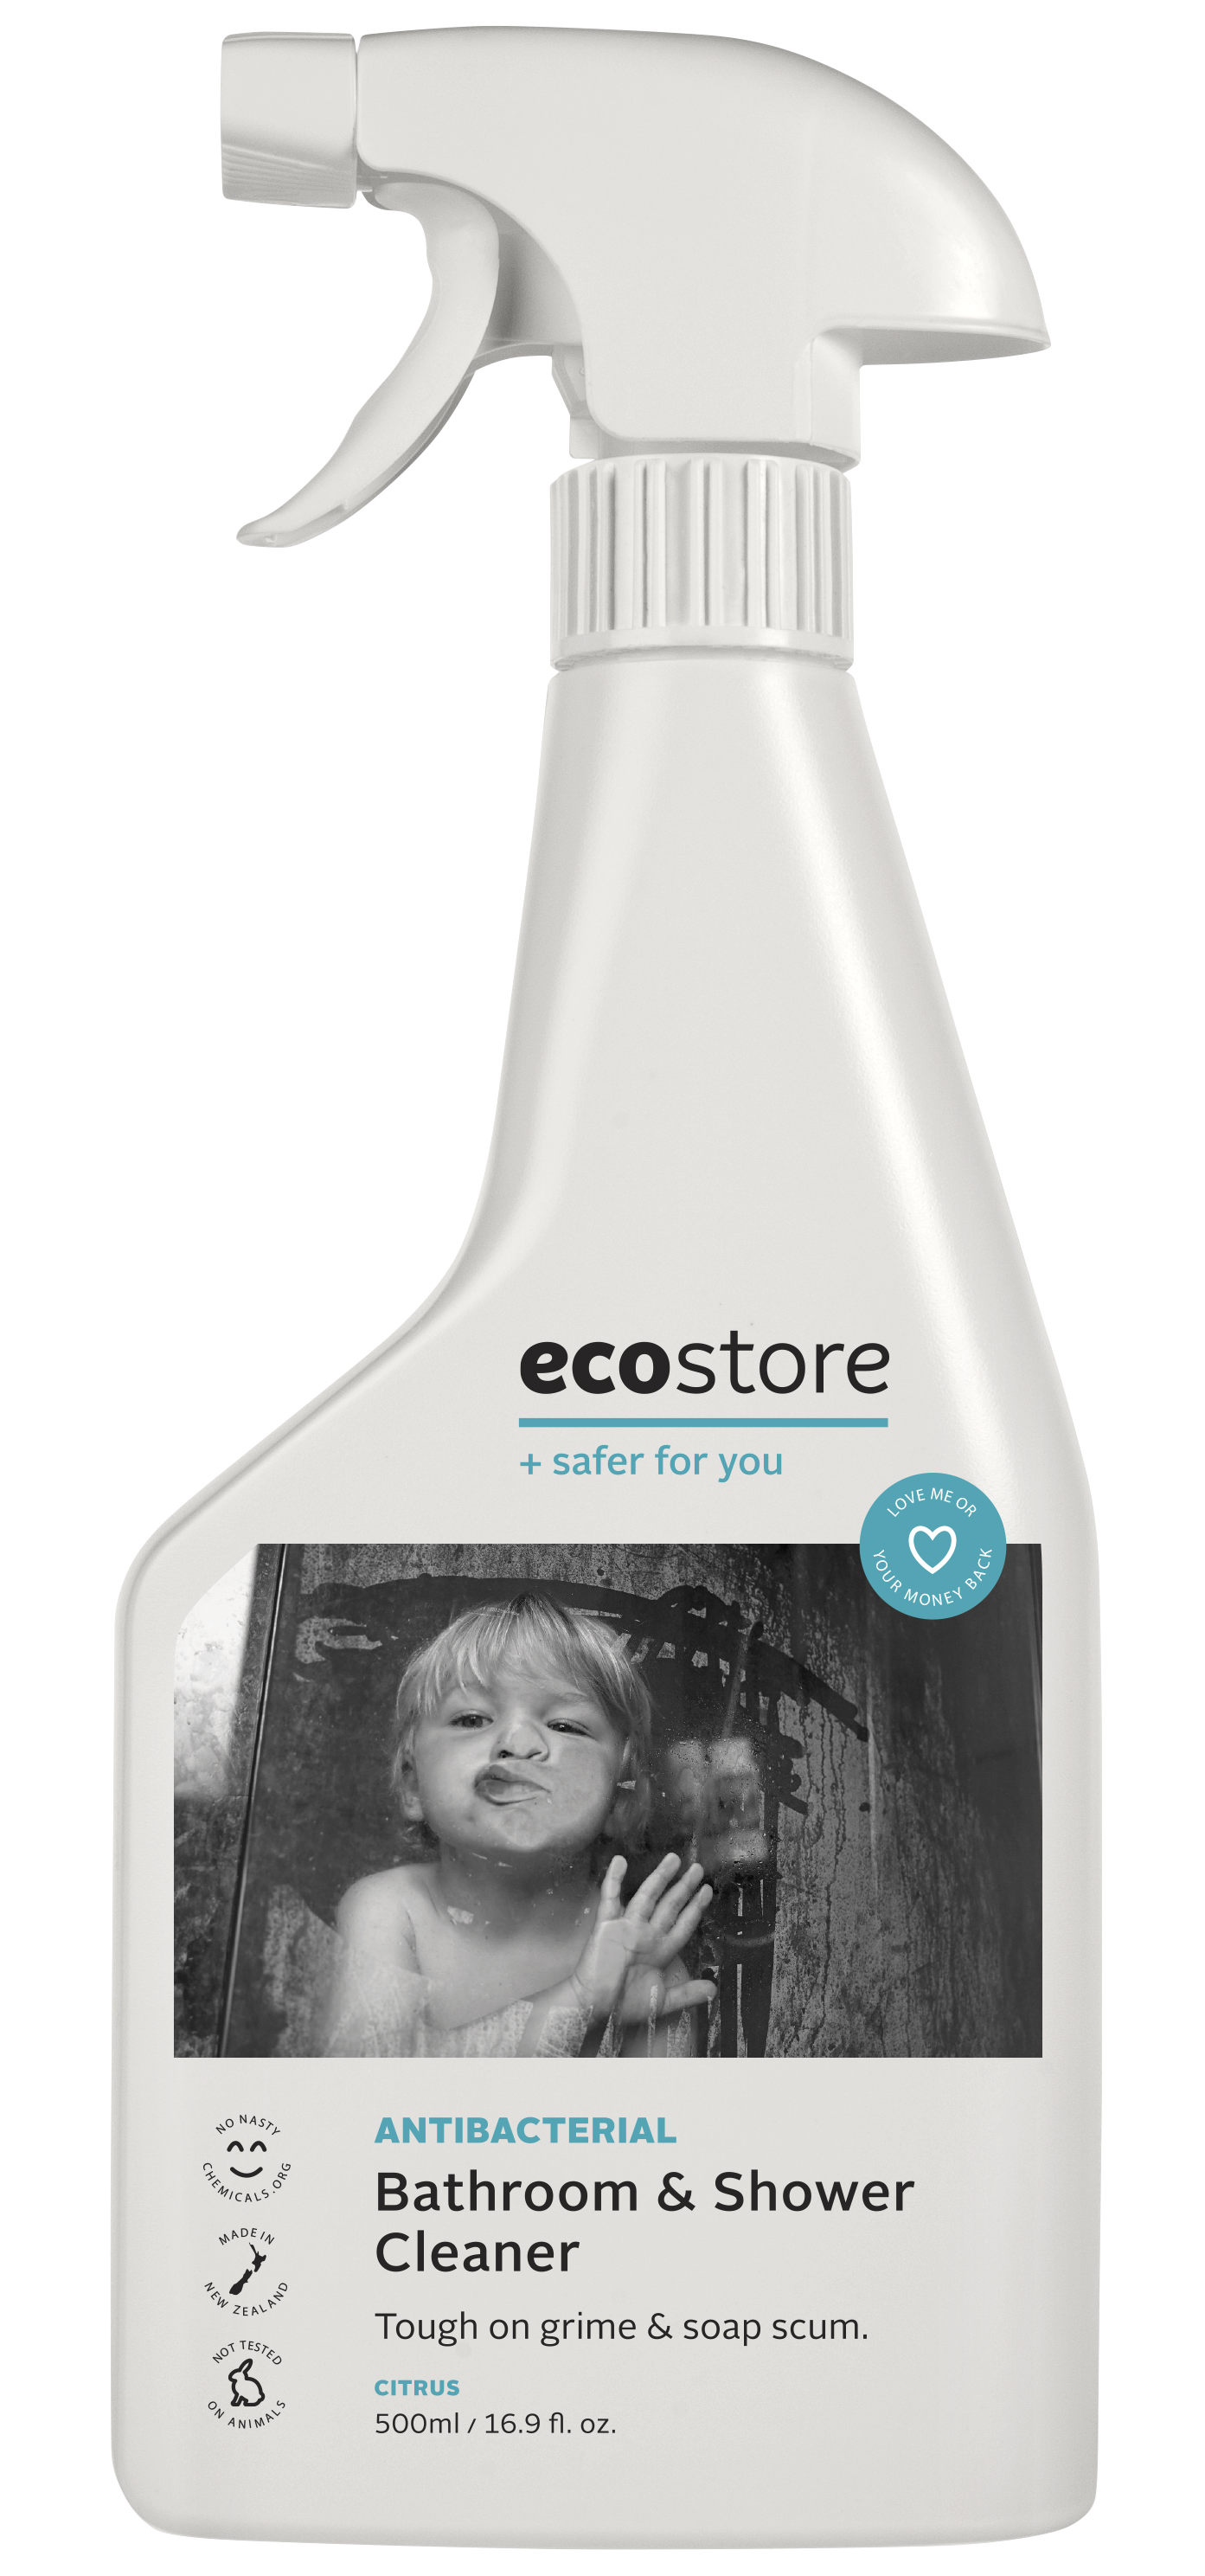 ecostore
+ safer for you
LOVE ME OR
YOUR MONEY BACK
NO NASTY
CHEMICALS.ORG
MADE IN
NEW ZEALAND
NOT TESTED
ON ANIMALS
ANTIBACTERIAL
Bathroom & Shower
Cleaner
Tough on grime & soap scum.
CITRUS
500ml / 16.9 fl. oz.